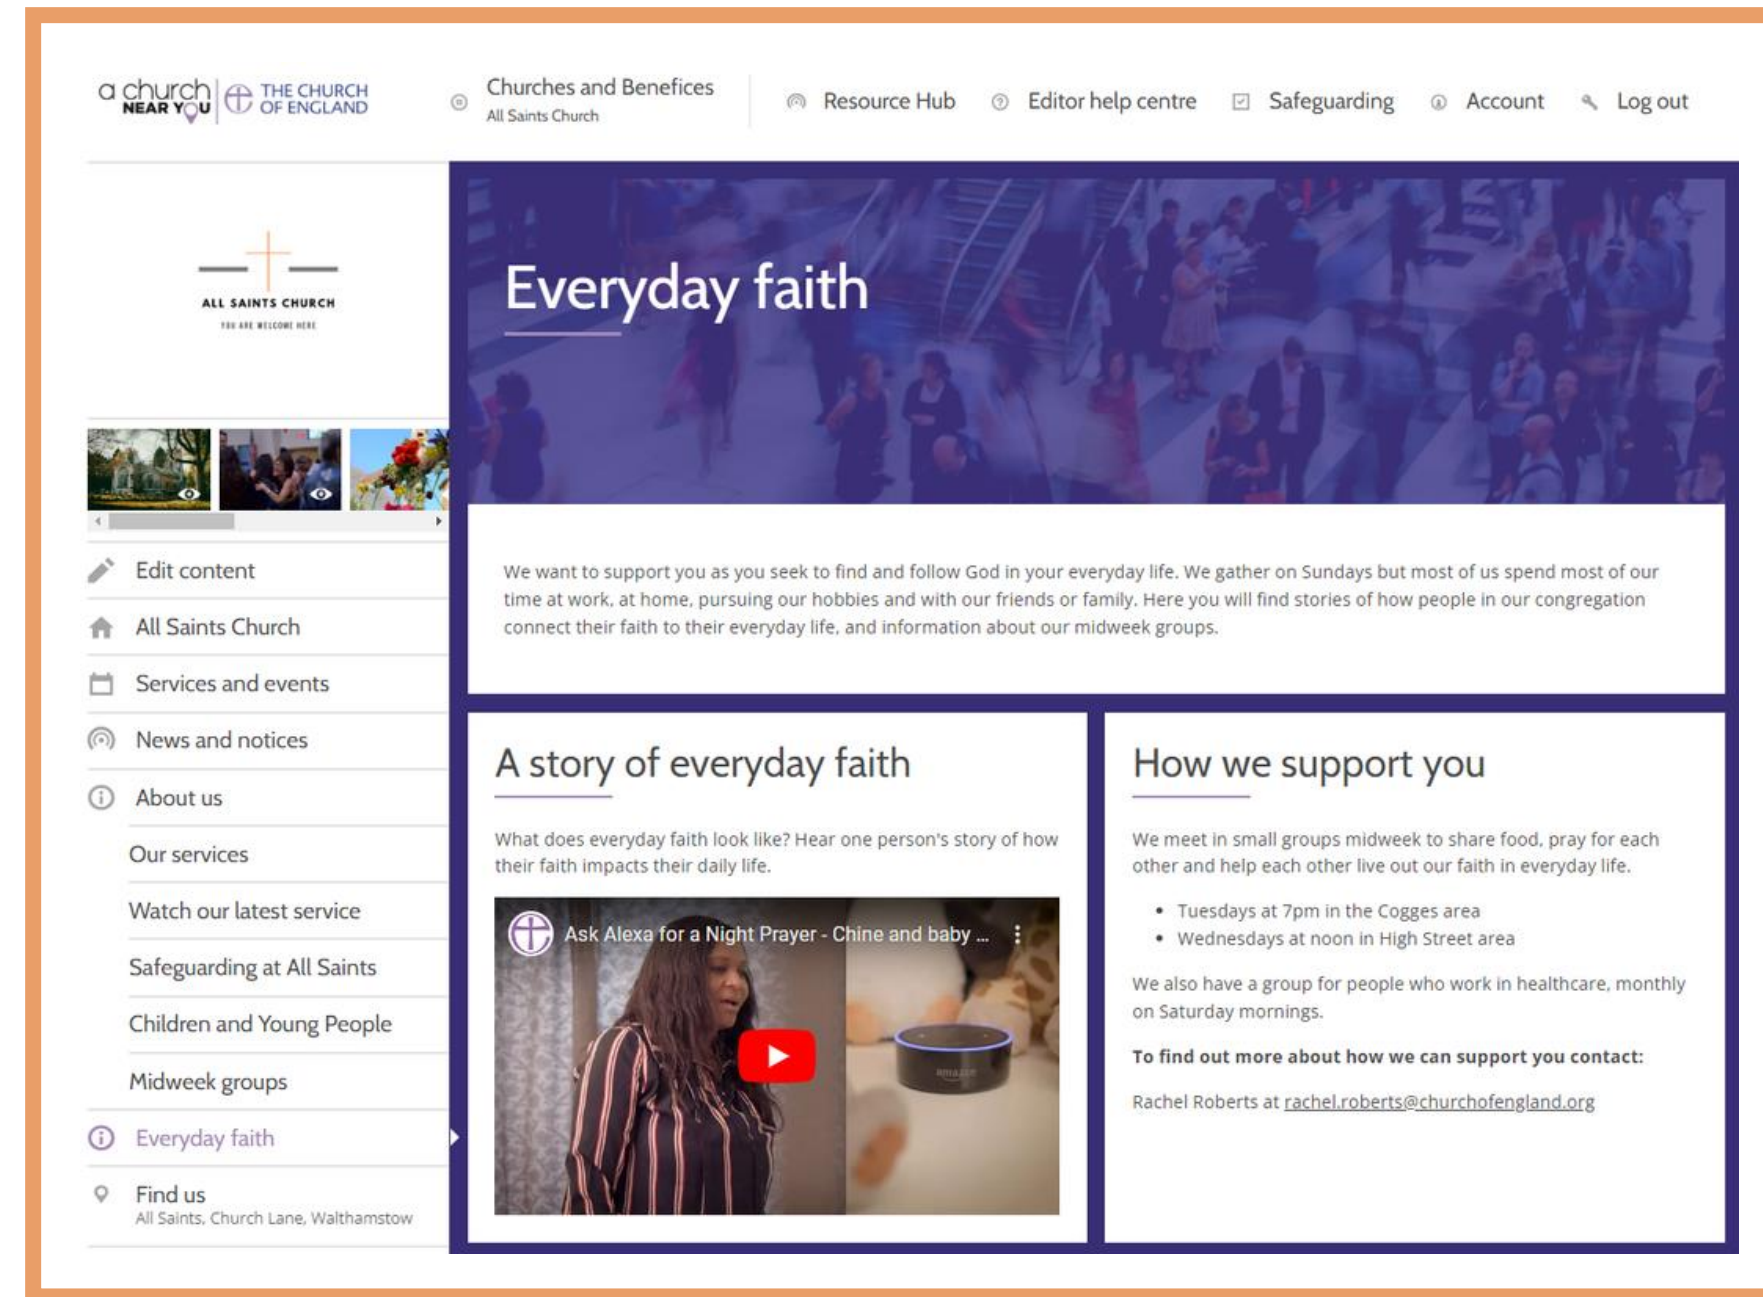 a church
NEAR YOU
THE CHURCH
OF ENGLAND
Churches and Benefices
All Saints Church
Resource Hub
Editor help centre
Safeguarding
Account
Log out
ALL SAINTS CHURCH
YOU ARE WELCOME HERE
Edit content
All Saints Church
Services and events
News and notices
About us
Our services
Watch our latest service
Safeguarding at All Saints
Children and Young People
Midweek groups
Everyday faith
Find us
All Saints, Church Lane, Walthamstow
Everyday faith
We want to support you as you seek to find and follow God in your everyday life. We gather on Sundays but most of us spend most of our
time at work, at home, pursuing our hobbies and with our friends or family. Here you will find stories of how people in our congregation
connect their faith to their everyday life, and information about our midweek groups.
A story of everyday faith
What does everyday faith look like? Hear one person's story of how
their faith impacts their daily life.
Ask Alexa for a Night Prayer - Chine and baby ...
amazon
How we support you
We meet in small groups midweek to share food, pray for each
other and help each other live out our faith in everyday life.
• Tuesdays at 7pm in the Cogges area
• Wednesdays at noon in High Street area
We also have a group for people who work in healthcare, monthly
on Saturday mornings.
To find out more about how we can support you contact:
Rachel Roberts at rachel.roberts@churchofengland.org